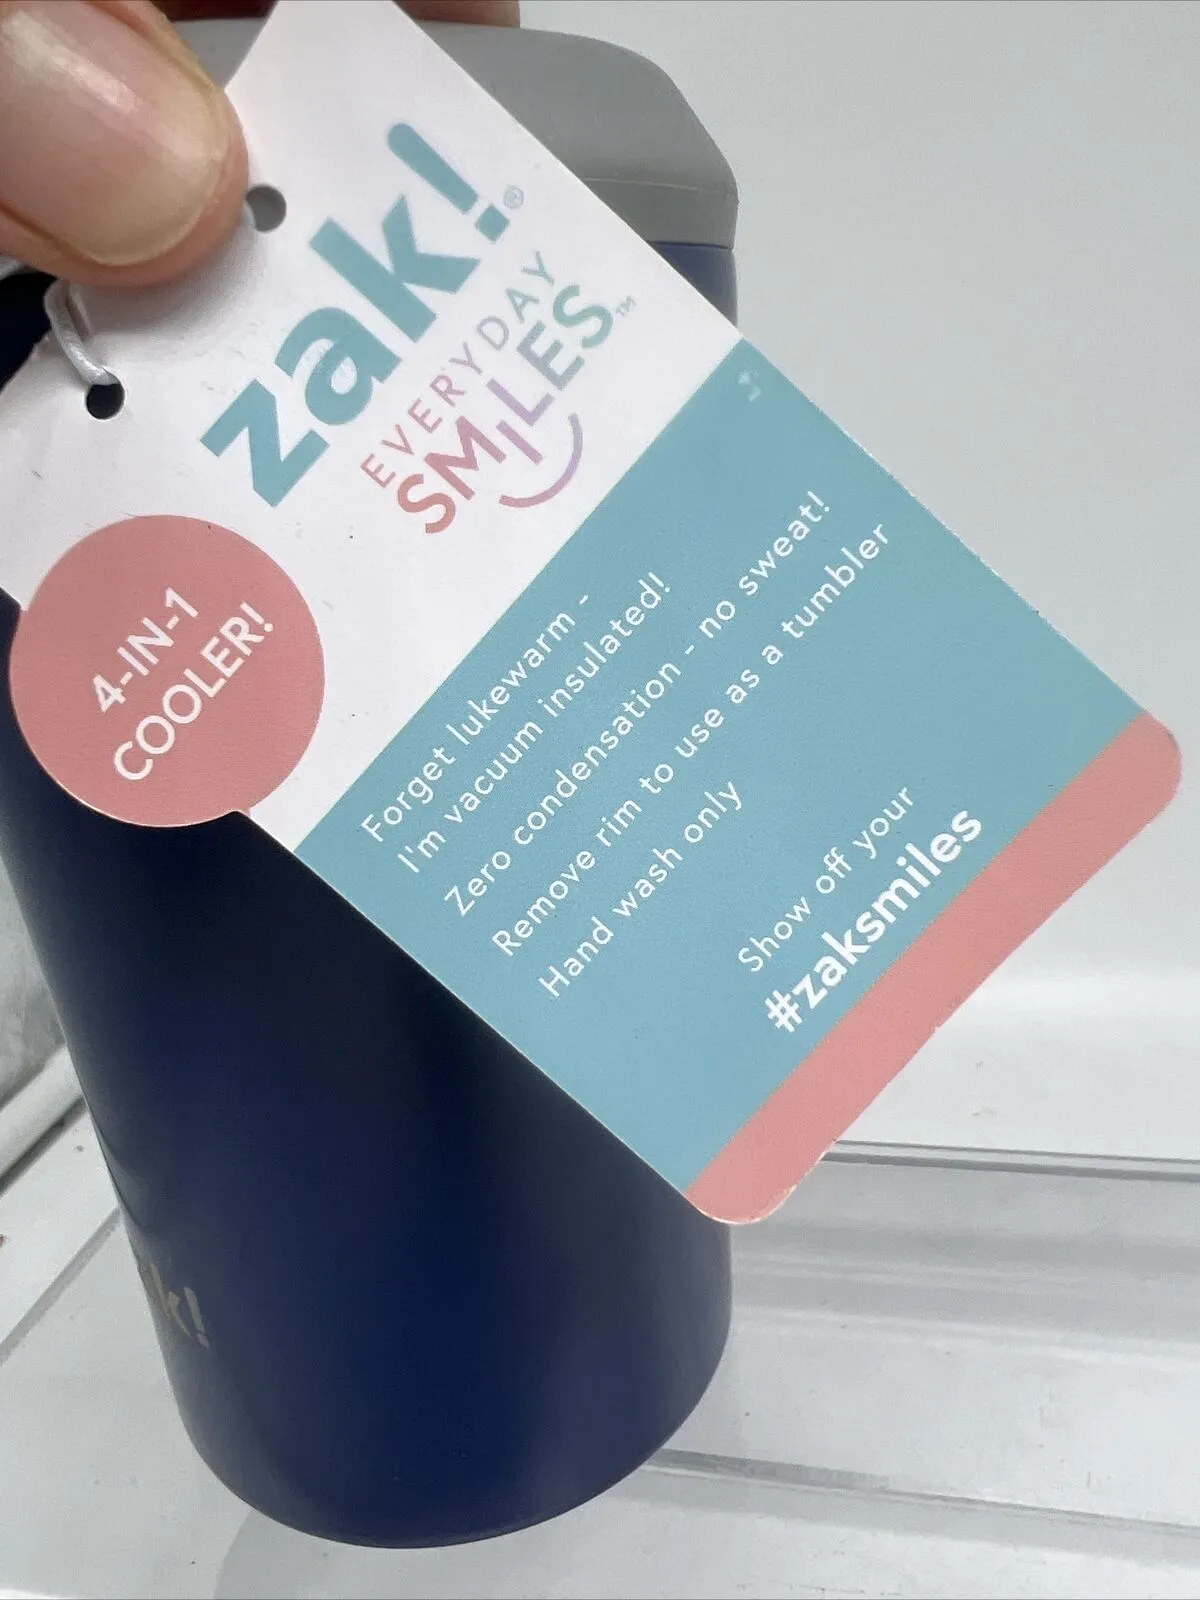 zak!®
EVERYDAY
SMILES™
4-IN-1
COOLER!
Forget lukewarm -
I'm vacuum insulated!
Zero condensation - no sweat!
Remove rim to use as a tumbler
Hand wash only
Show off your
#zaksmiles
k!